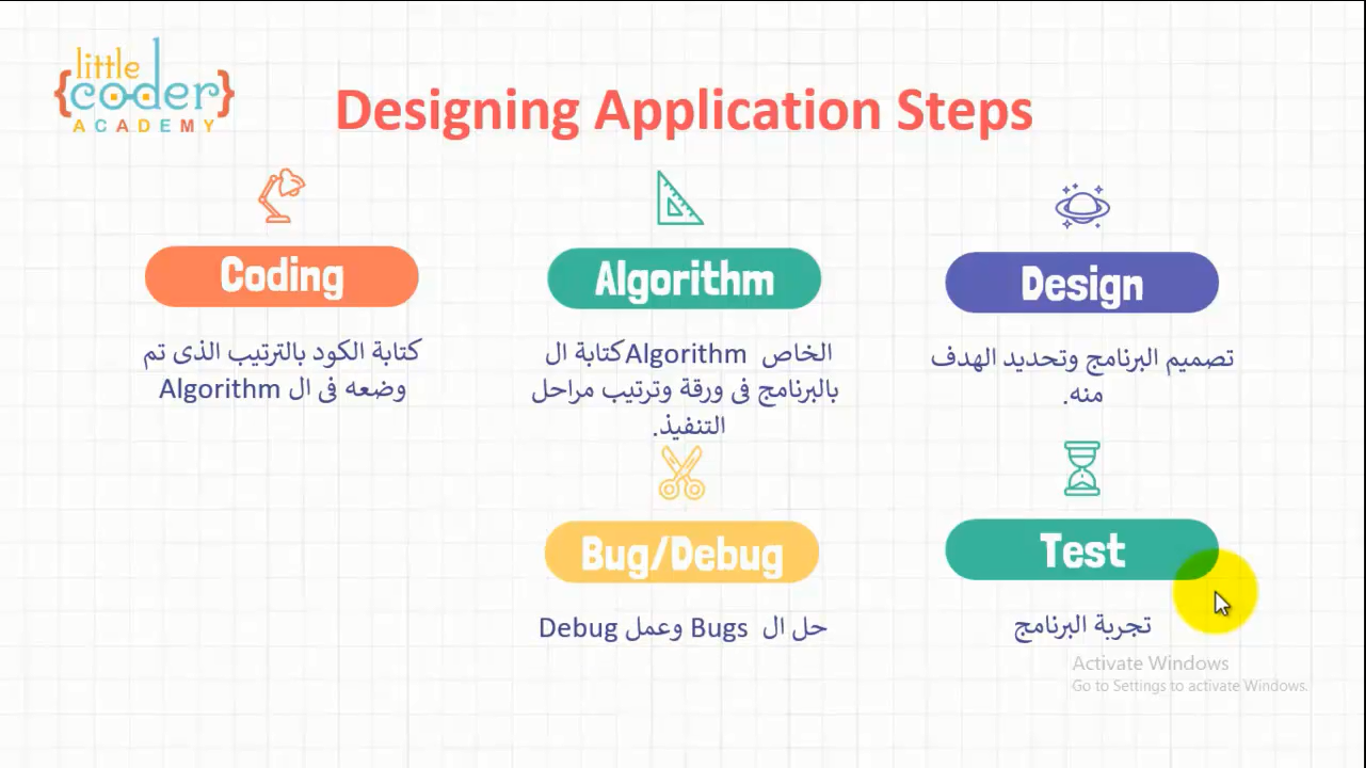 little
{coder}
ACADEMY
Designing Application Steps
Design
تصميم البرنامج وتحديد الهدف
منه.
Algorithm
الخاص Algorithmكتابة ال
بالبرنامج فى ورقة وترتيب مراحل
التنفيذ.
Coding
كتابة الكود بالترتيب الذى تم
وضعه فى ال Algorithm
Test
تجربة البرنامج
Bug/Debug
حل ال Bugs وعمل Debug
Activate Windows
Go to Settings to activate Windows.